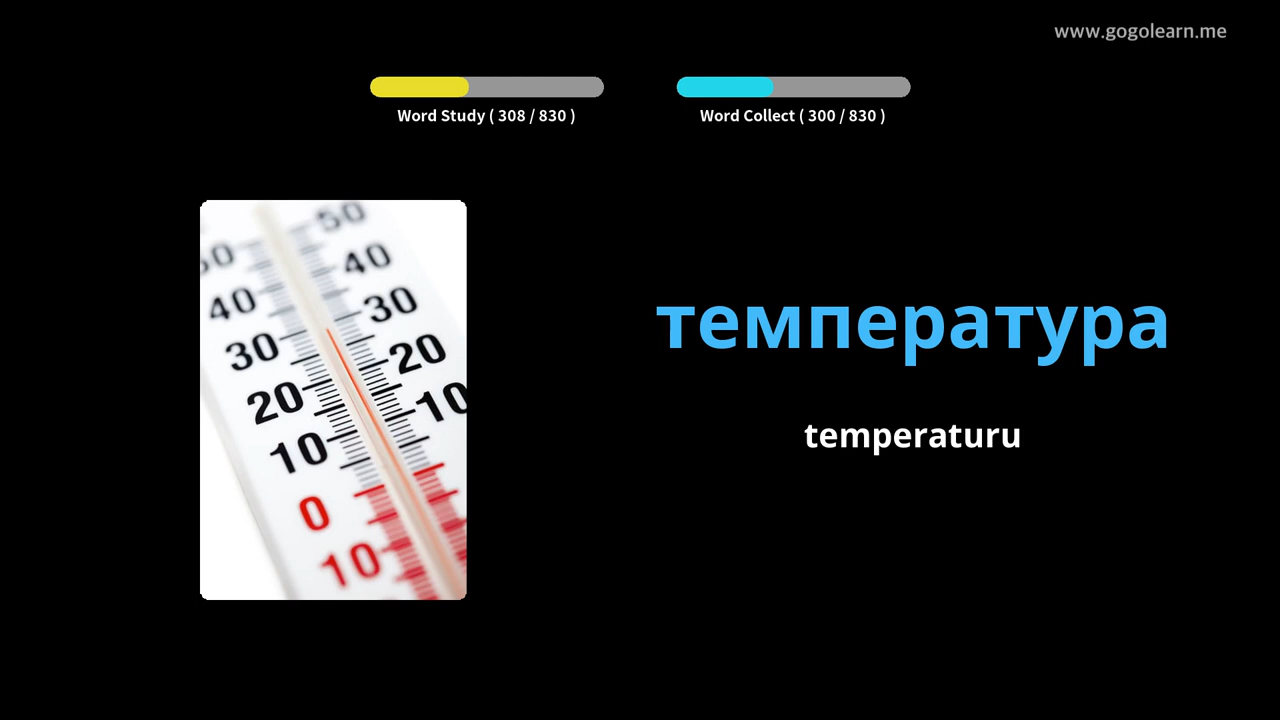 www.gogolearn.me
Word Study ( 308 / 830 )
Word Collect ( 300 / 830 )
50
50
40
40
30
30
20
20
10
10
0
10
температура
temperaturu